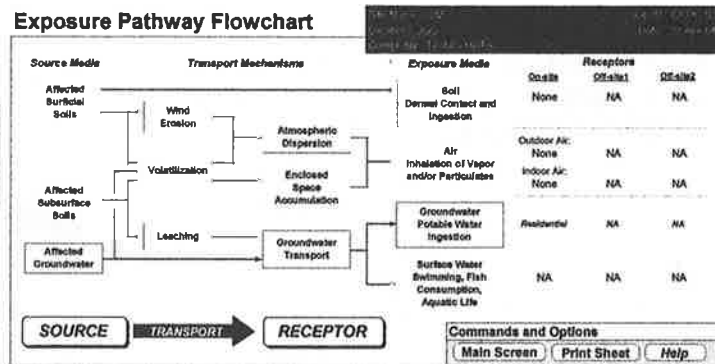 Exposure Pathway Flowchart
Source Media
Transport Mechanisms
Exposure Media
Receptors
On-site
Off-site1
Off-site2
Affected
Surficial
Soils
Wind
Erosion
Atmospheric
Dispersion
Soil
Dermal Contact and
Ingestion
None
NA
NA
Volatilization
Enclosed
Space
Accumulation
Air
Inhalation of Vapor
and/or Particulates
Outdoor Air:
None
NA
NA
Indoor Air:
None
NA
NA
Affected
Subsurface
Soils
Leaching
Groundwater
Potable Water
Ingestion
Residential
NA
NA
Affected
Groundwater
Groundwater
Transport
Surface Water
Swimming, Fish
Consumption,
Aquatic Life
NA
NA
NA
SOURCE
TRANSPORT
RECEPTOR
Commands and Options
Main Screen
Print Sheet
Help